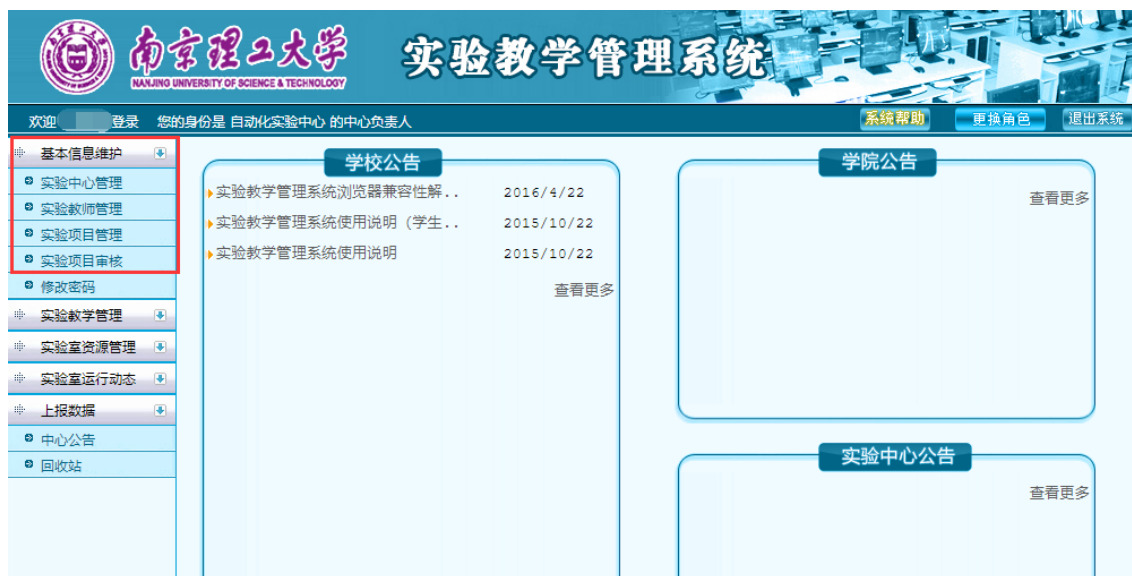 南京理工大学
NANJING UNIVERSITY OF SCIENCE & TECHNOLOGY
实验教学管理系统
欢迎 登录 您的身份是 自动化实验中心 的中心负责人
系统帮助
更换角色
退出系统
基本信息维护
实验中心管理
实验教师管理
实验项目管理
实验项目审核
修改密码
实验教学管理
实验室资源管理
实验室运行动态
上报数据
中心公告
回收站
学校公告
实验教学管理系统浏览器兼容性解.. 2016/4/22
实验教学管理系统使用说明（学生.. 2015/10/22
实验教学管理系统使用说明 2015/10/22
查看更多
学院公告
查看更多
实验中心公告
查看更多